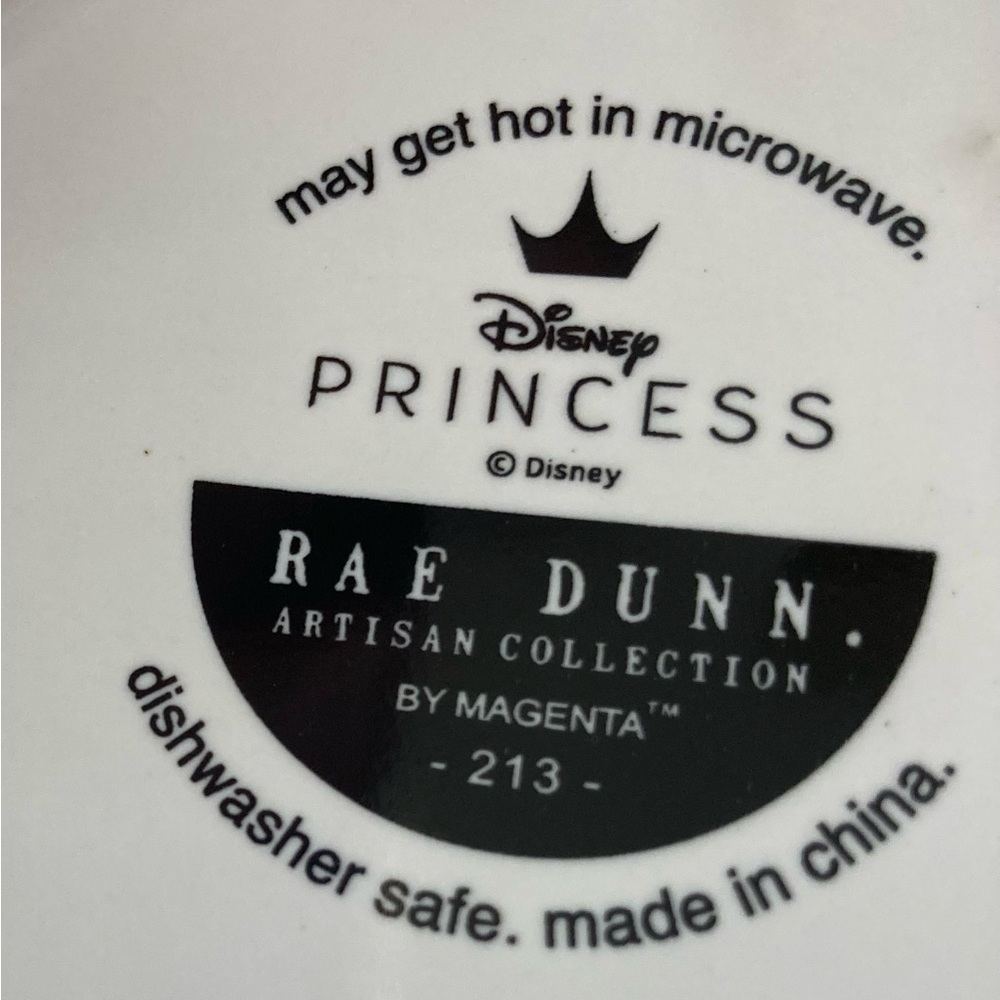 may get hot in microwave.
Disney
PRINCESS
© Disney
RAE DUNN.
ARTISAN COLLECTION
BY MAGENTA™
- 213 -
dishwasher safe. made in china.